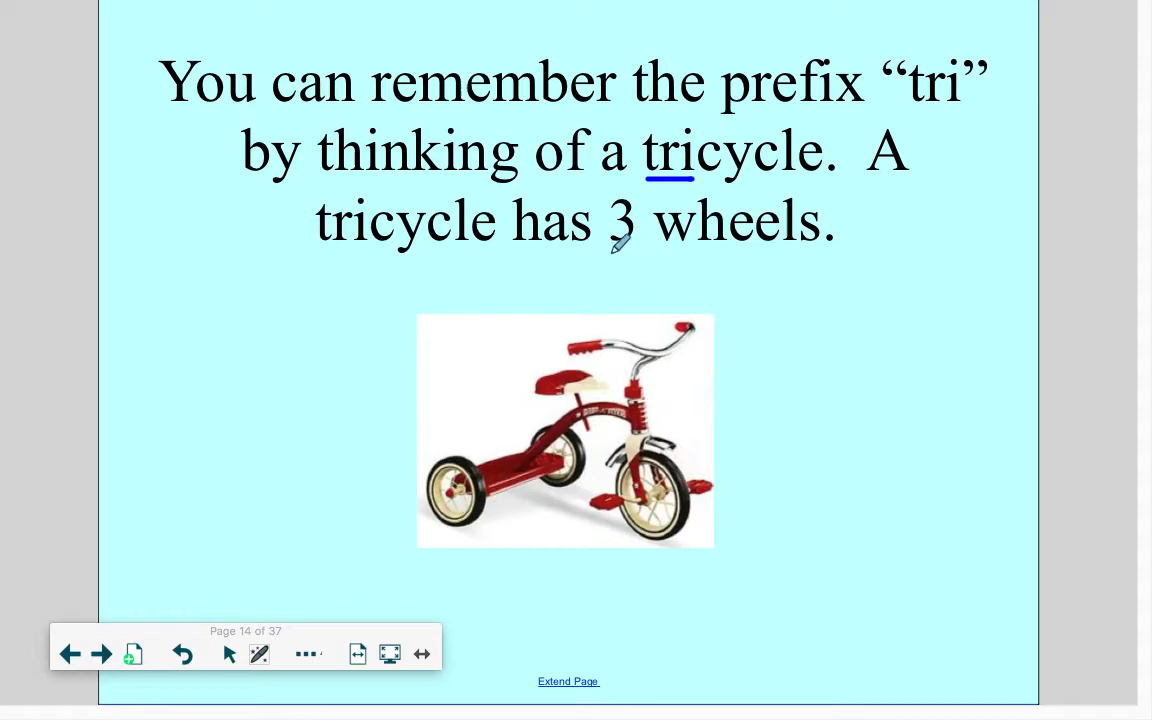 You can remember the prefix “tri”
by thinking of a tricycle.  A
tricycle has 3 wheels.
Page 14 of 37
Extend Page